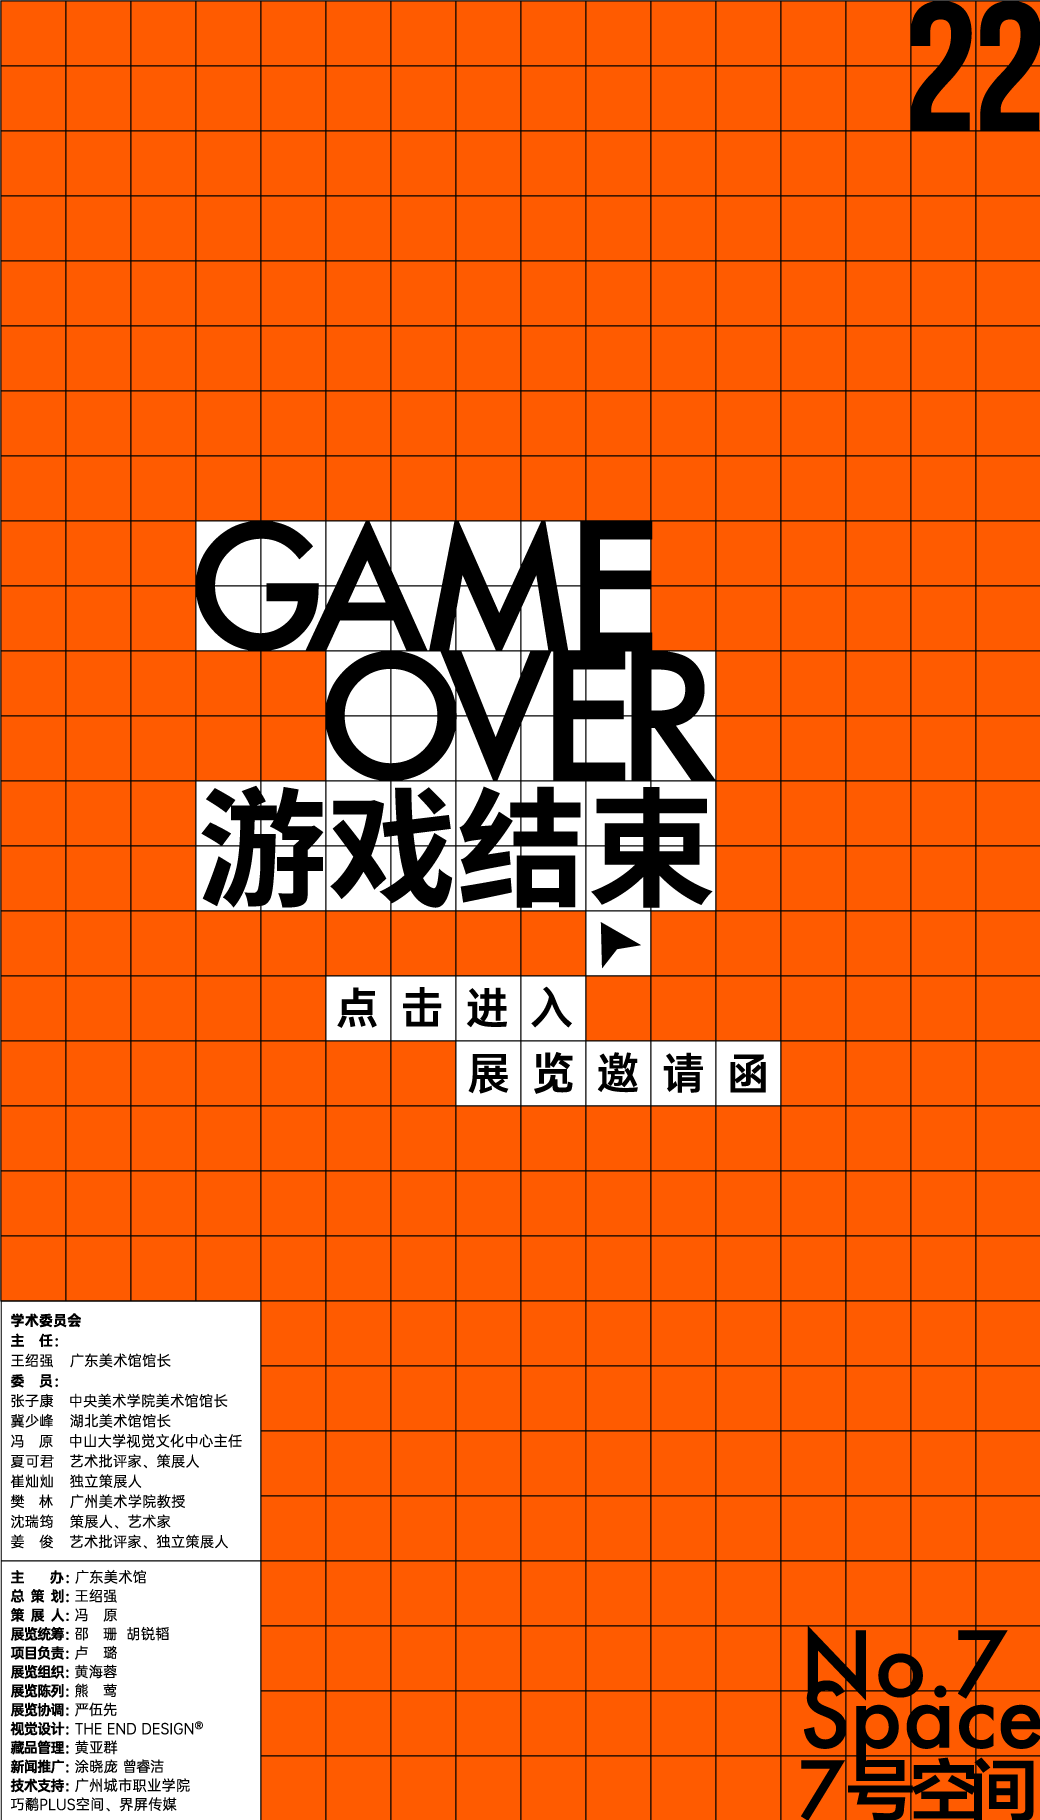 22
GAME
OVER
游戏结束
点击进入
展览邀请函
学术委员会
主 任：
王绍强 广东美术馆馆长
委 员：
张子康 中央美术学院美术馆馆长
冀少峰 湖北美术馆馆长
冯 原 中山大学视觉文化中心主任
夏可君 艺术批评家、策展人
崔灿灿 独立策展人
樊 林 广州美术学院教授
沈瑞筠 策展人、艺术家
姜 俊 艺术批评家、独立策展人
主 办：广东美术馆
总 策 划：王绍强
策 展 人：冯 原
展览统筹：邵 珊 胡锐韬
项目负责：卢 璐
展览组织：黄海蓉
展览陈列：熊 莺
展览协调：严伍先
视觉设计：THE END DESIGN®
藏品管理：黄亚群
新闻推广：涂晓庞 曾睿洁
技术支持：广州城市职业学院
巧鹬PLUS空间、界屏传媒
No.7
Space
7号空间